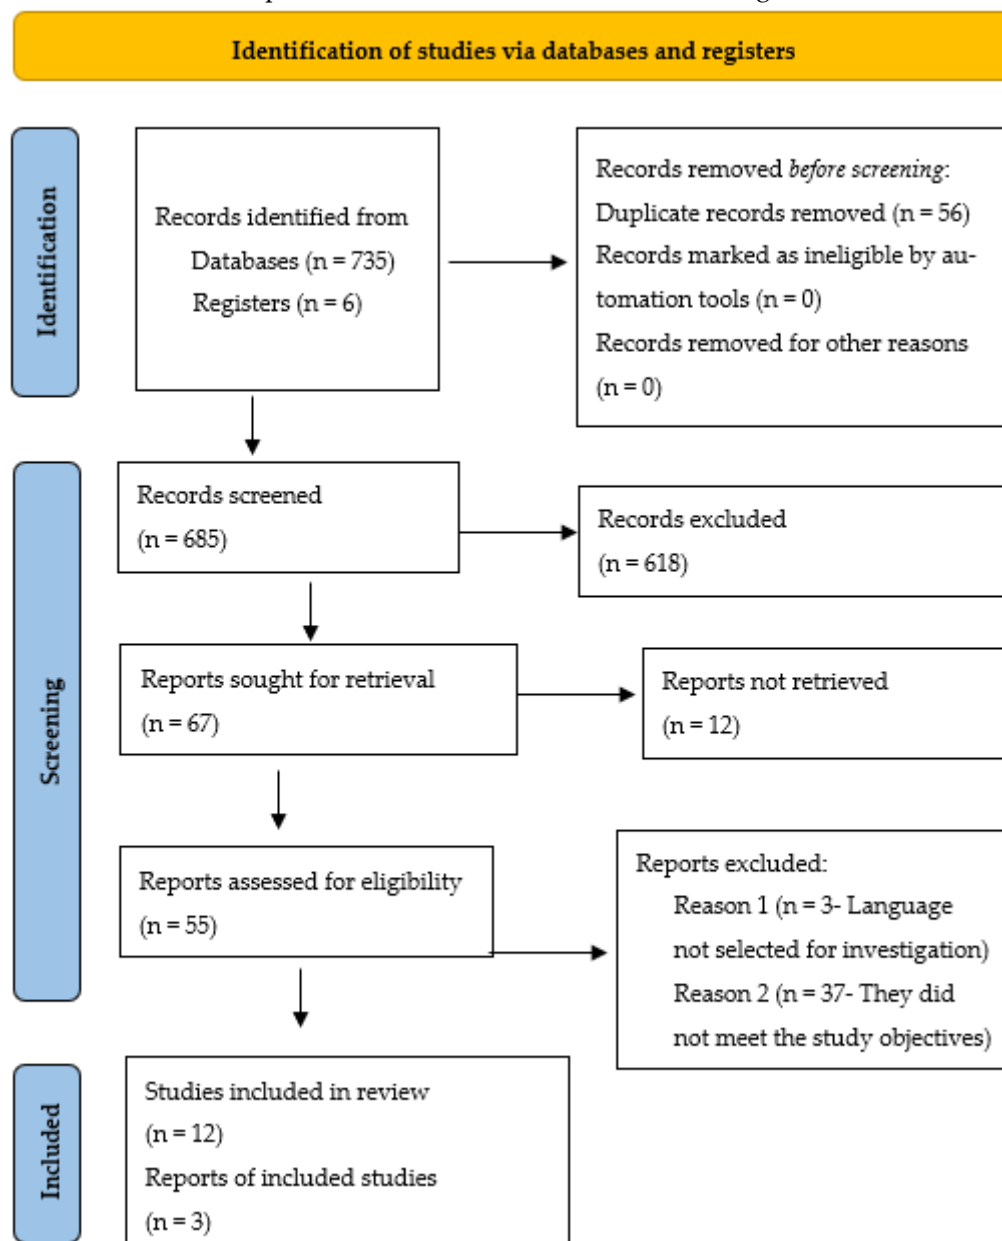 Identification of studies via databases and registers
Identification
Records identified from
Databases (n = 735)
Registers (n = 6)
Records removed before screening:
Duplicate records removed (n = 56)
Records marked as ineligible by au-
tomation tools (n = 0)
Records removed for other reasons
(n = 0)
Screening
Records screened
(n = 685)
Records excluded
(n = 618)
Reports sought for retrieval
(n = 67)
Reports not retrieved
(n = 12)
Reports assessed for eligibility
(n = 55)
Reports excluded:
Reason 1 (n = 3- Language
not selected for investigation)
Reason 2 (n = 37- They did
not meet the study objectives)
Included
Studies included in review
(n = 12)
Reports of included studies
(n = 3)